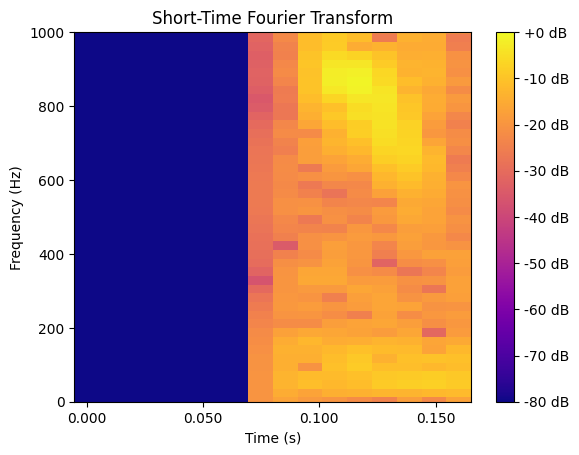 Short-Time Fourier Transform
1000
800
600
400
200
0
Frequency (Hz)
0.000
0.050
0.100
0.150
Time (s)
+0 dB
-10 dB
-20 dB
-30 dB
-40 dB
-50 dB
-60 dB
-70 dB
-80 dB